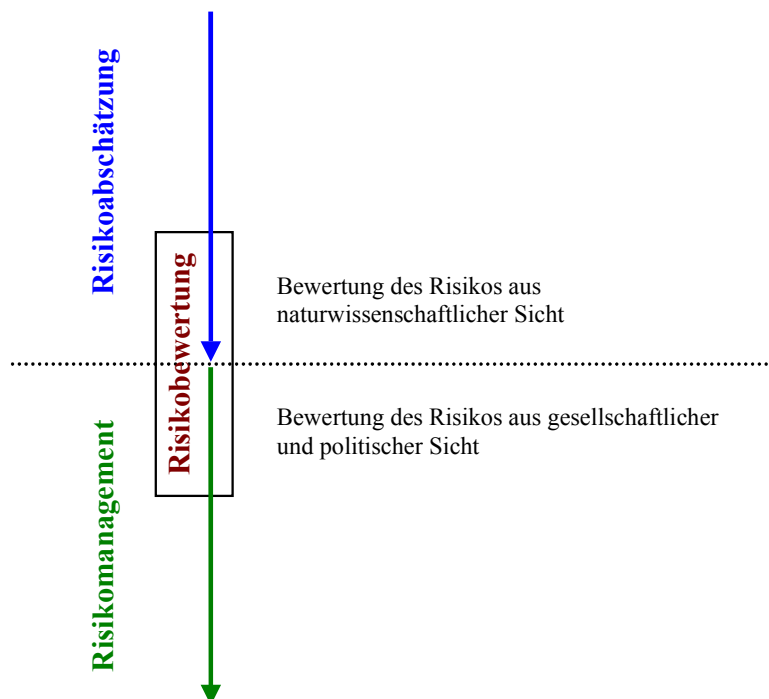 Risikoabschätzung
Risikobewertung
Bewertung des Risikos aus
naturwissenschaftlicher Sicht
Bewertung des Risikos aus gesellschaftlicher
und politischer Sicht
Risikomanagement